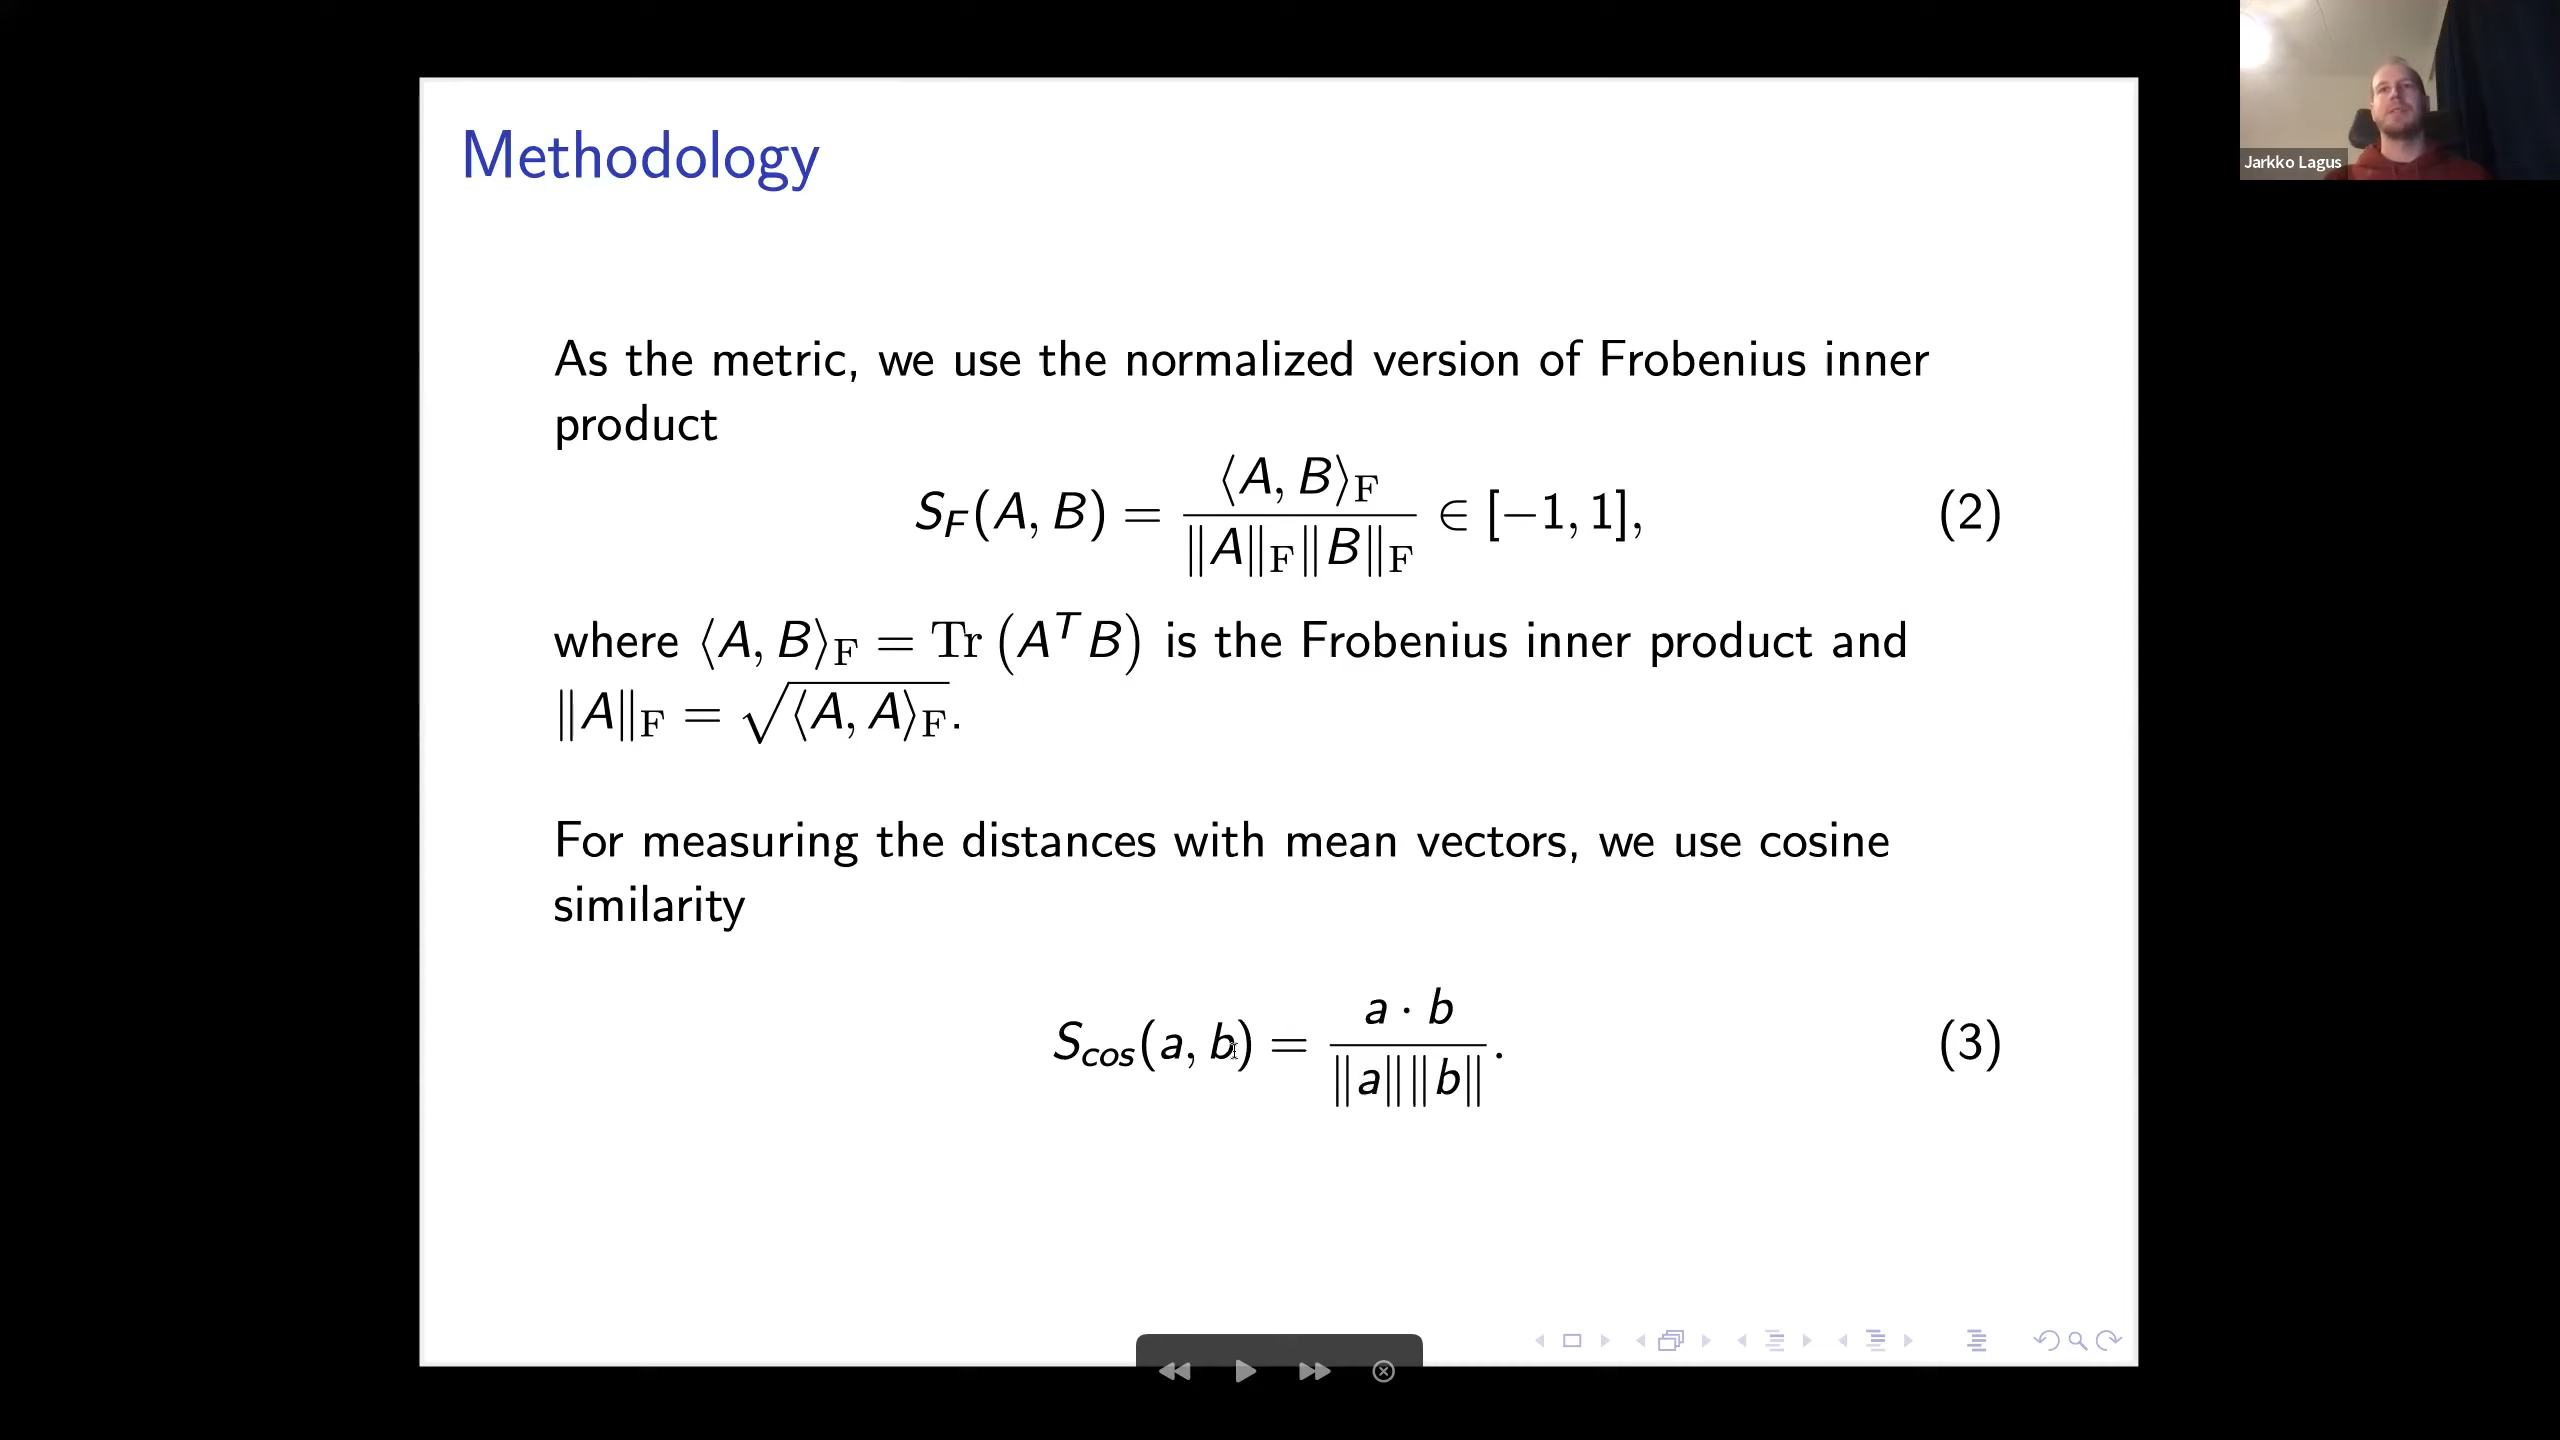 Jarkko Lagus
Methodology
As the metric, we use the normalized version of Frobenius inner
product
S_F(A, B) = ⟨A, B⟩_F / ‖A‖_F‖B‖_F ∈ [−1, 1], (2)
where ⟨A, B⟩_F = Tr (A^T B) is the Frobenius inner product and
‖A‖_F = √⟨A, A⟩_F.
For measuring the distances with mean vectors, we use cosine
similarity
S_cos(a, b) = a · b / ‖a‖‖b‖. (3)